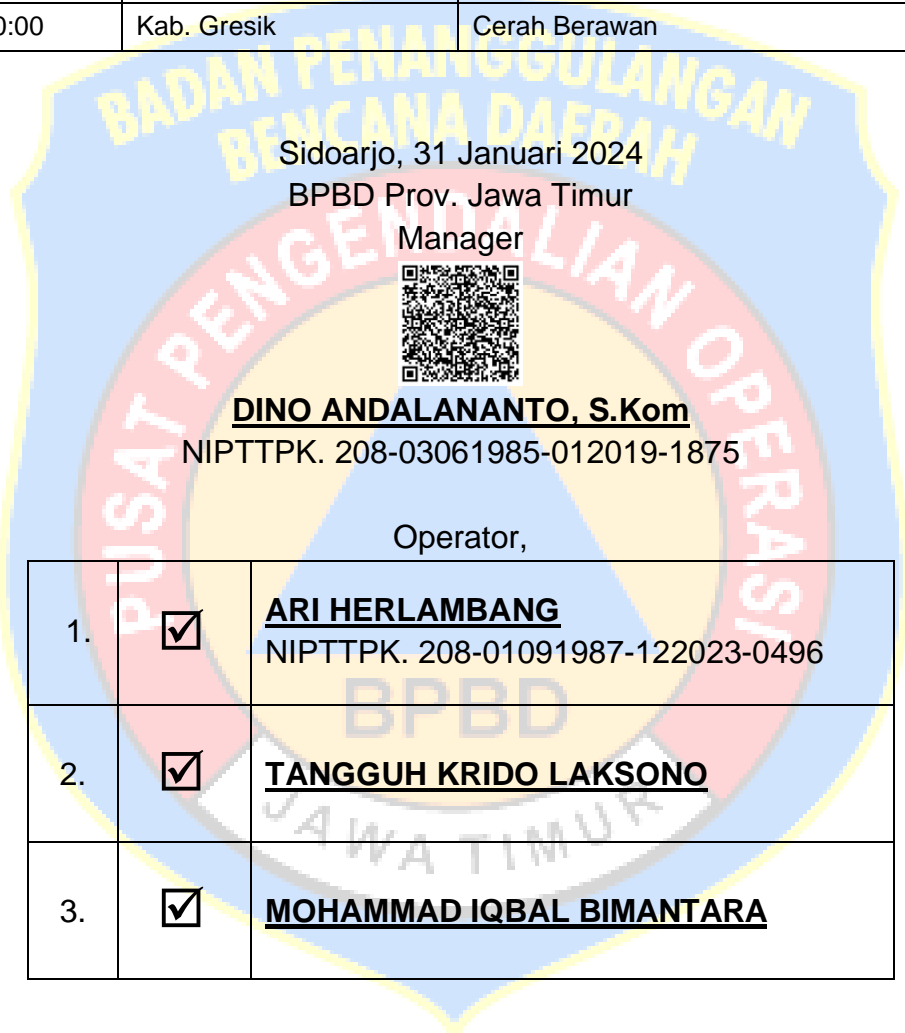 0:00 Kab. Gresik Cerah Berawan
BADAN PENANGGULANGAN
BENCANA DAERAH
Sidoarjo, 31 Januari 2024
BPBD Prov. Jawa Timur
Manager
PUSAT PENGENDALIAN OPERASI
DINO ANDALANANTO, S.Kom
NIPTTPK. 208-03061985-012019-1875
Operator,
1. ☑ ARI HERLAMBANG
NIPTTPK. 208-01091987-122023-0496
BPBD
2. ☑ TANGGUH KRIDO LAKSONO
JAWA TIMUR
3. ☑ MOHAMMAD IQBAL BIMANTARA